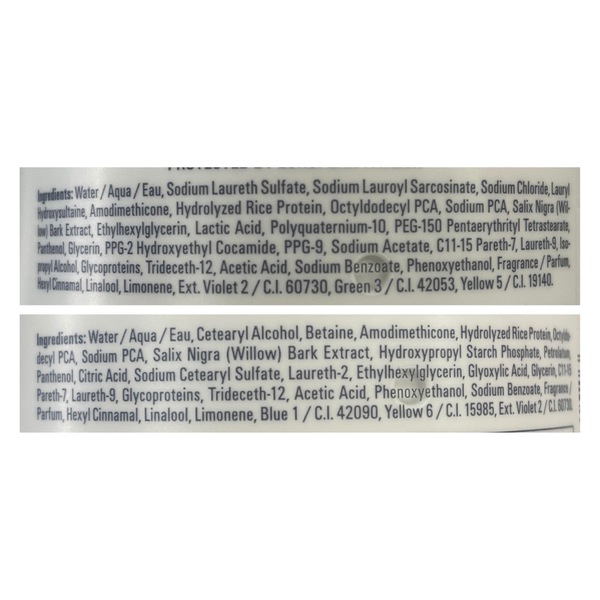 Ingredients: Water / Aqua / Eau, Sodium Laureth Sulfate, Sodium Lauroyl Sarcosinate, Sodium Chloride, Lauryl
Hydroxysultaine, Amodimethicone, Hydrolyzed Rice Protein, Octyldodecyl PCA, Sodium PCA, Salix Nigra (Wil-
low) Bark Extract, Ethylhexylglycerin, Lactic Acid, Polyquaternium-10, PEG-150 Pentaerythrityl Tetrastearate,
Panthenol, Glycerin, PPG-2 Hydroxyethyl Cocamide, PPG-9, Sodium Acetate, C11-15 Pareth-7, Laureth-9, Iso-
propyl Alcohol, Glycoproteins, Trideceth-12, Acetic Acid, Sodium Benzoate, Phenoxyethanol, Fragrance / Parfum,
Hexyl Cinnamal, Linalool, Limonene, Ext. Violet 2 / C.I. 60730, Green 3 / C.I. 42053, Yellow 5 / C.I. 19140.
Ingredients: Water / Aqua / Eau, Cetearyl Alcohol, Betaine, Amodimethicone, Hydrolyzed Rice Protein, Octyldo-
decyl PCA, Sodium PCA, Salix Nigra (Willow) Bark Extract, Hydroxypropyl Starch Phosphate, Petrolatum,
Panthenol, Citric Acid, Sodium Cetearyl Sulfate, Laureth-2, Ethylhexylglycerin, Glyoxylic Acid, Glycerin, C11-15
Pareth-7, Laureth-9, Glycoproteins, Trideceth-12, Acetic Acid, Phenoxyethanol, Sodium Benzoate, Fragrance /
Parfum, Hexyl Cinnamal, Linalool, Limonene, Blue 1 / C.I. 42090, Yellow 6 / C.I. 15985, Ext. Violet 2 / C.I. 60730.